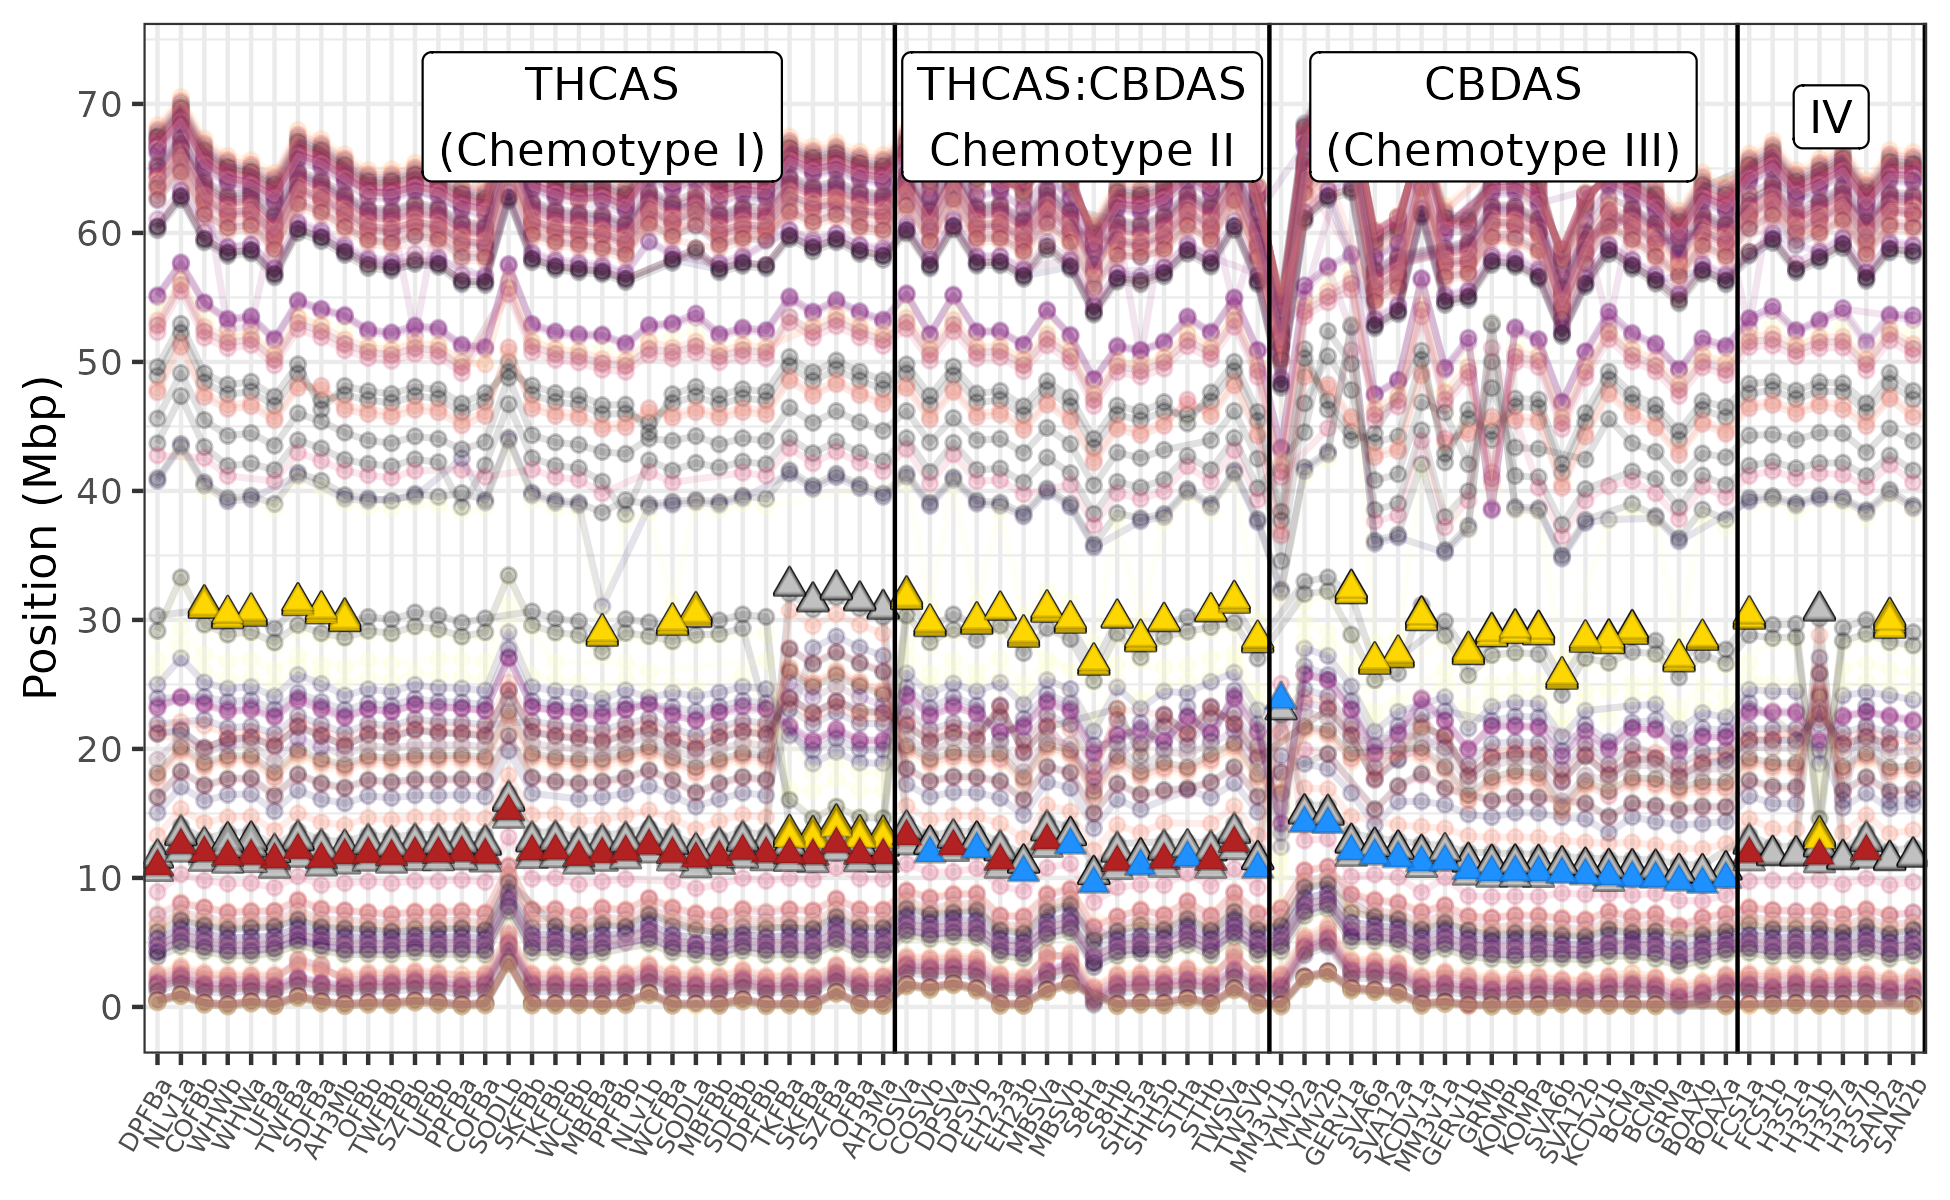 THCAS
(Chemotype I)
THCAS:CBDAS
Chemotype II
CBDAS
(Chemotype III)
IV
Position (Mbp)
70
60
50
40
30
20
10
0
DPFBa
NLv1a
COFBb
WHWb
WHWa
UFBa
TWFBa
SDFBa
AH3Mb
OFBb
TWFBb
SZFBb
UFBb
PPFBa
COFBa
SODLb
SKFBb
TKFBb
WCFBb
MBFBa
PPFBb
NLv1b
WCFBa
SODLa
MBFBb
SDFBb
DPFBb
TKFBa
SKFBa
SZFBa
OFBa
AH3Ma
COSVa
COSVb
DPSVa
DPSVb
EH23a
EH23b
MBSVa
MBSVb
S8Ha
S8Hb
SHH5a
SHH5b
STHa
STHb
TWSVa
TWSVb
MM3v1b
YMv2a
YMv2b
GERv1a
SVA6a
SVA12a
KCDv1a
MM3v1a
GERv1b
GRMb
KOMPb
KOMPa
SVA6b
SVA12b
KCDv1b
BCMa
BCMb
GRMa
BOAXb
BOAXa
FCS1a
FCS1b
H3S1a
H3S1b
H3S7a
H3S7b
SAN2a
SAN2b